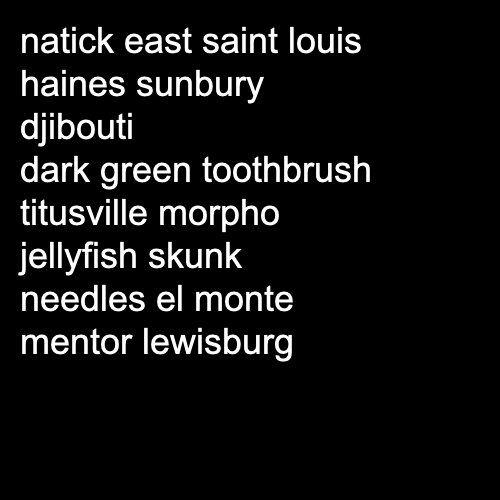 natick east saint louis
haines sunbury
djibouti
dark green toothbrush
titusville morpho
jellyfish skunk
needles el monte
mentor lewisburg